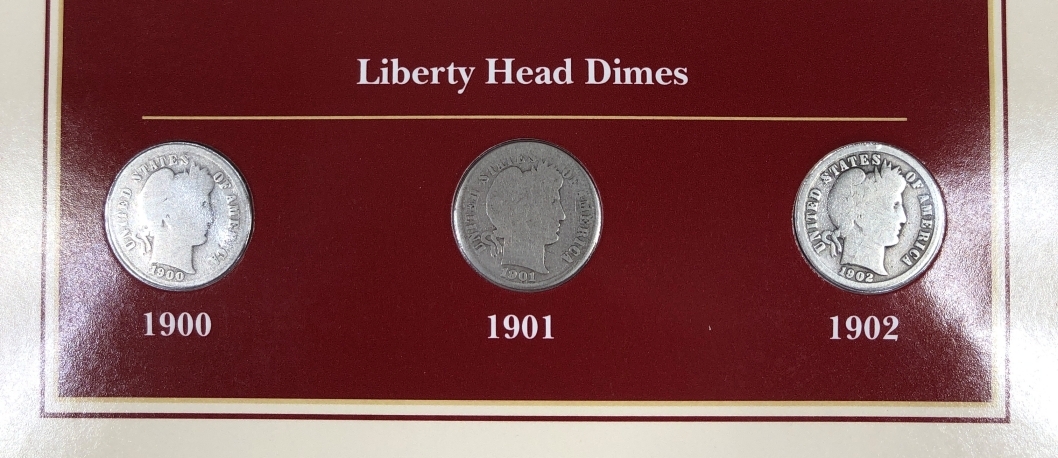 Liberty Head Dimes
UNITED STATES OF AMERICA
1900
UNITED STATES OF AMERICA
1901
UNITED STATES OF AMERICA
1902
1900
1901
1902